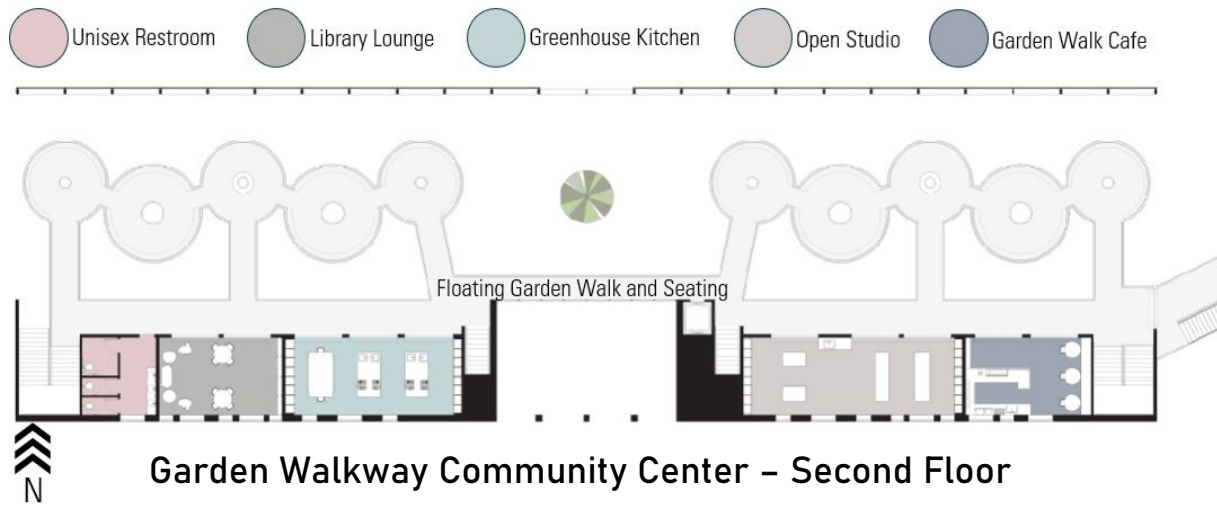 Unisex Restroom
Library Lounge
Greenhouse Kitchen
Open Studio
Garden Walk Cafe
Floating Garden Walk and Seating
Garden Walkway Community Center – Second Floor
N